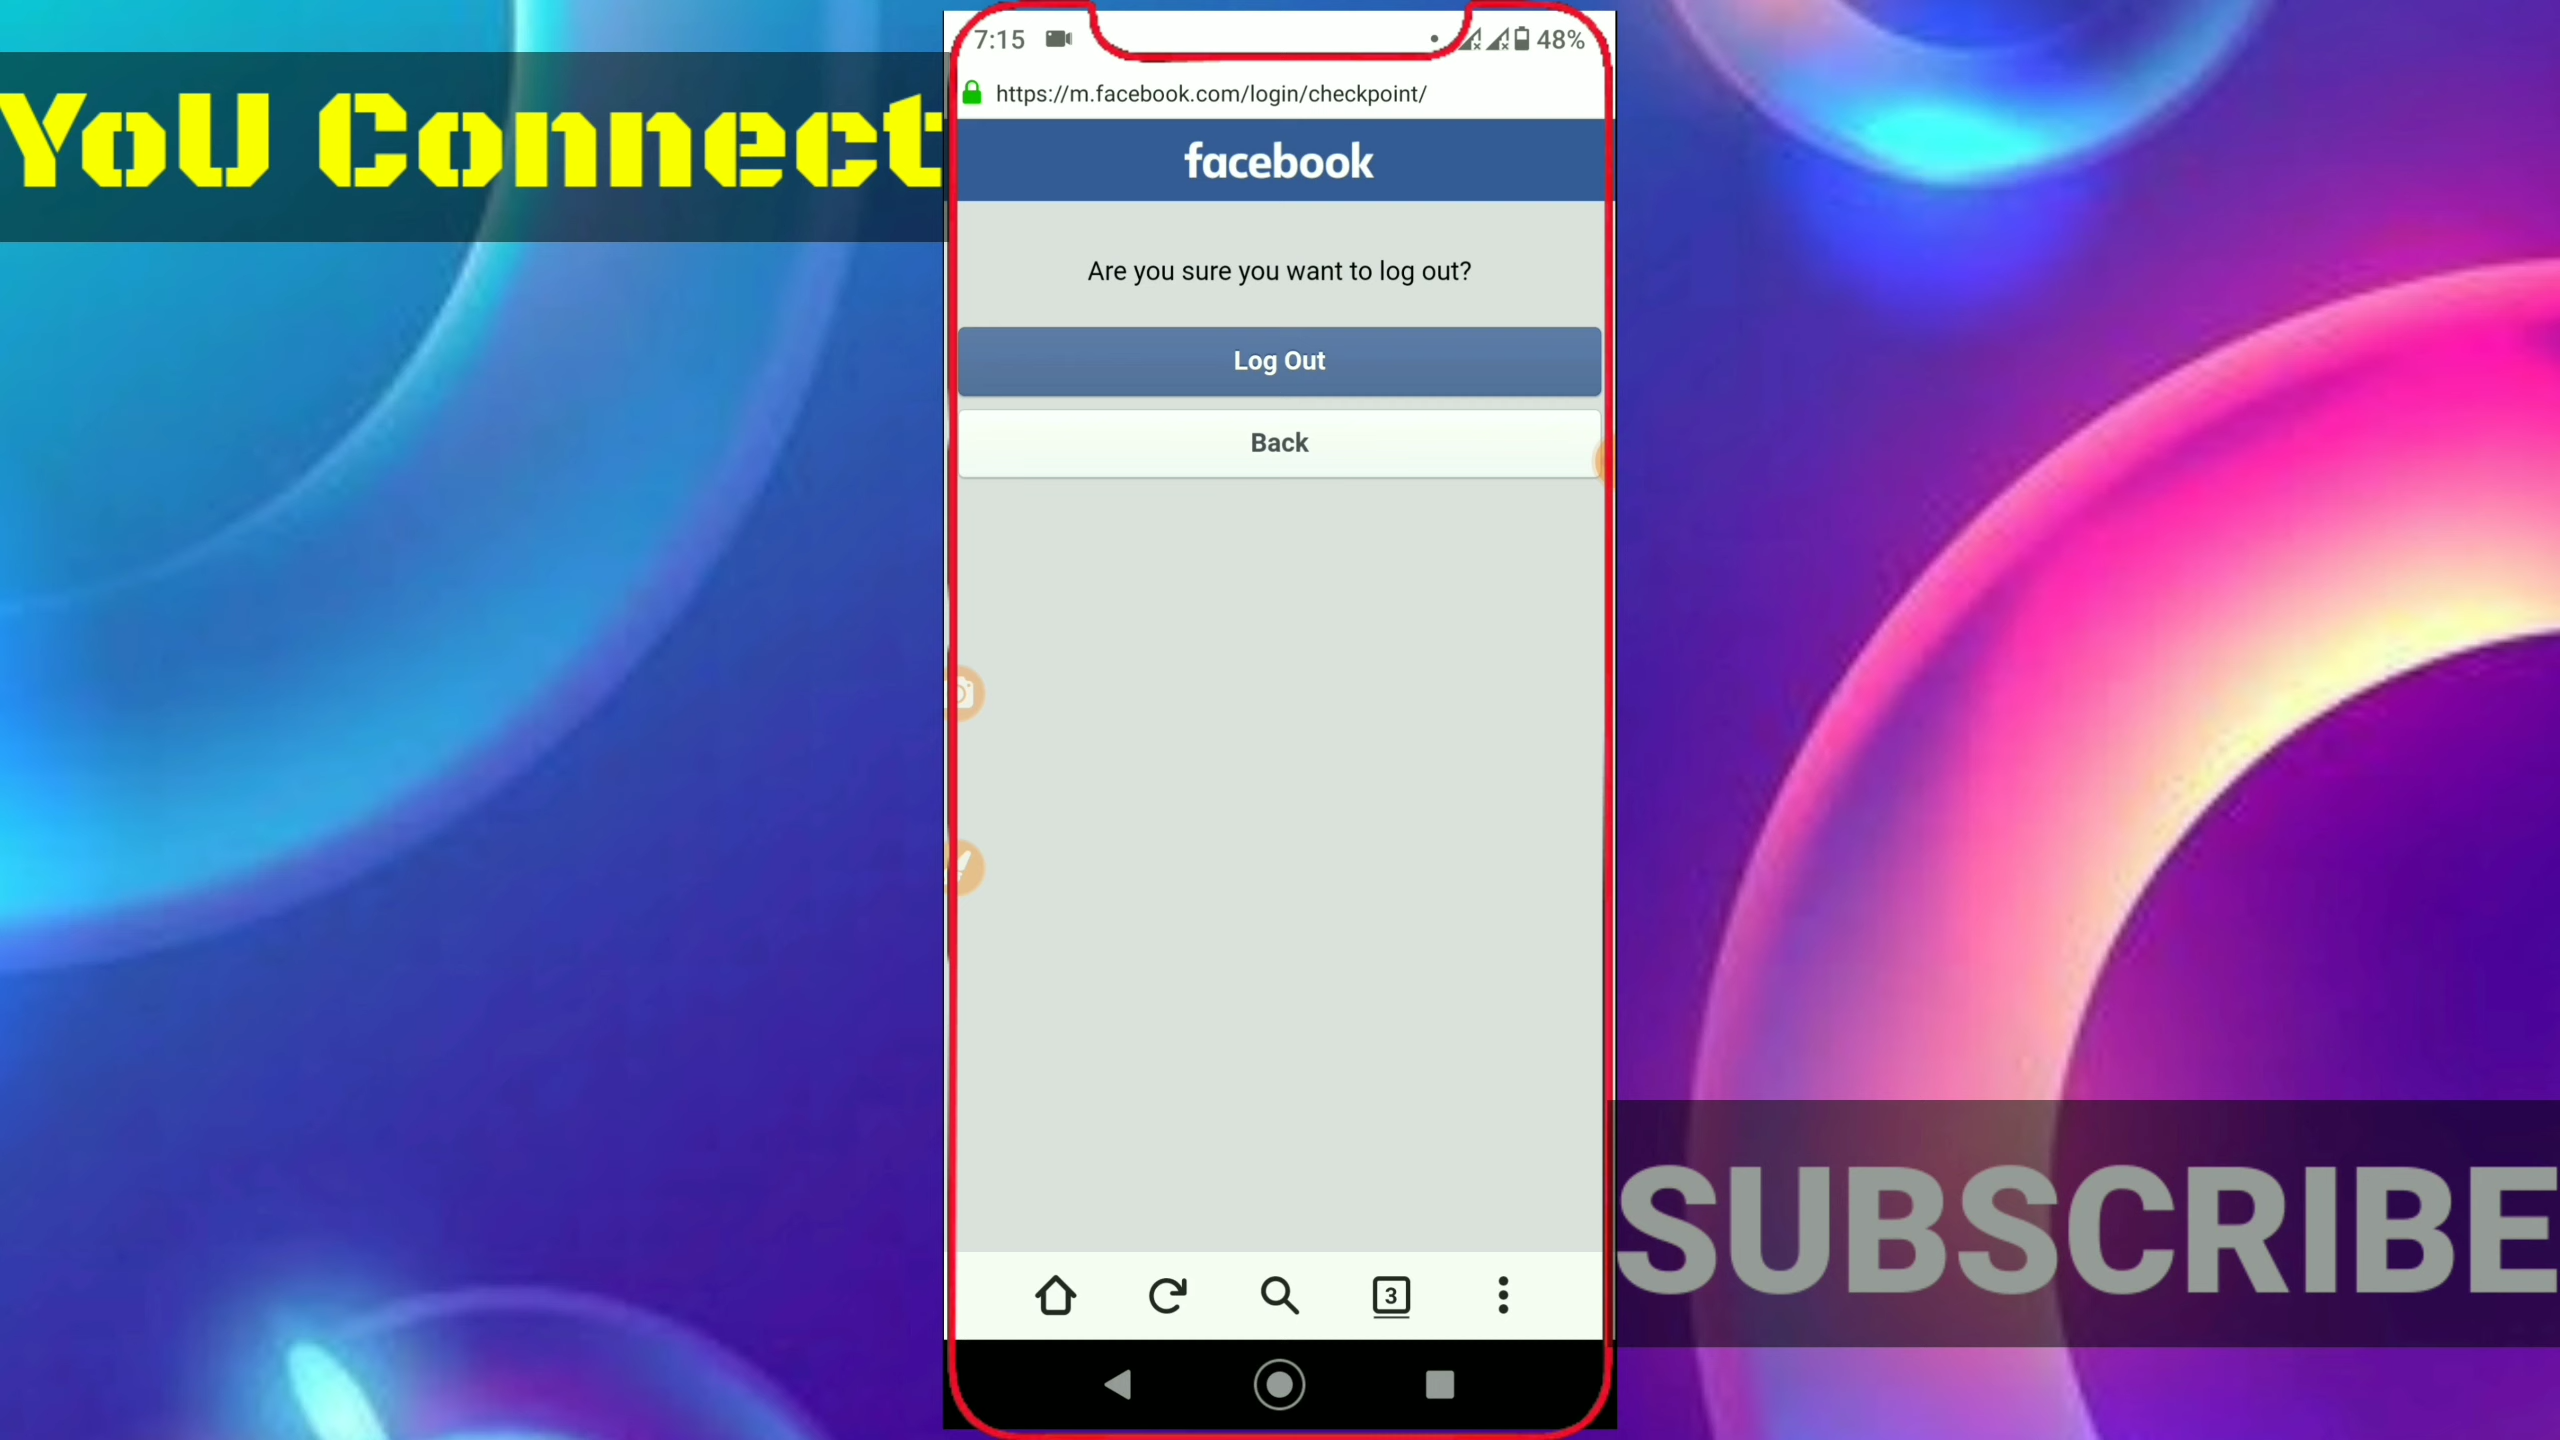 7:15
48%
https://m.facebook.com/login/checkpoint/
YoU Connect
facebook
Are you sure you want to log out?
Log Out
Back
SUBSCRIBE
3